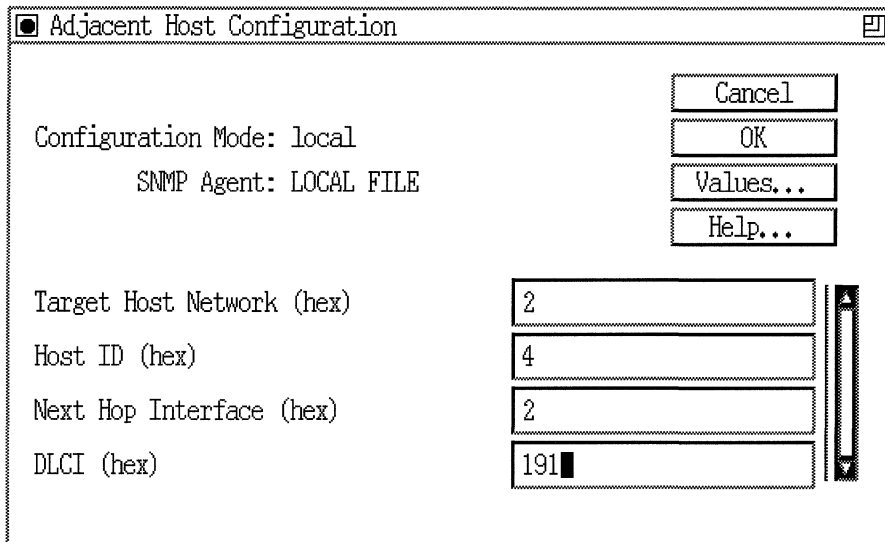 Adjacent Host Configuration
Cancel
Configuration Mode: local
OK
SNMP Agent: LOCAL FILE
Values...
Help...
Target Host Network (hex)
2
Host ID (hex)
4
Next Hop Interface (hex)
2
DLCI (hex)
191